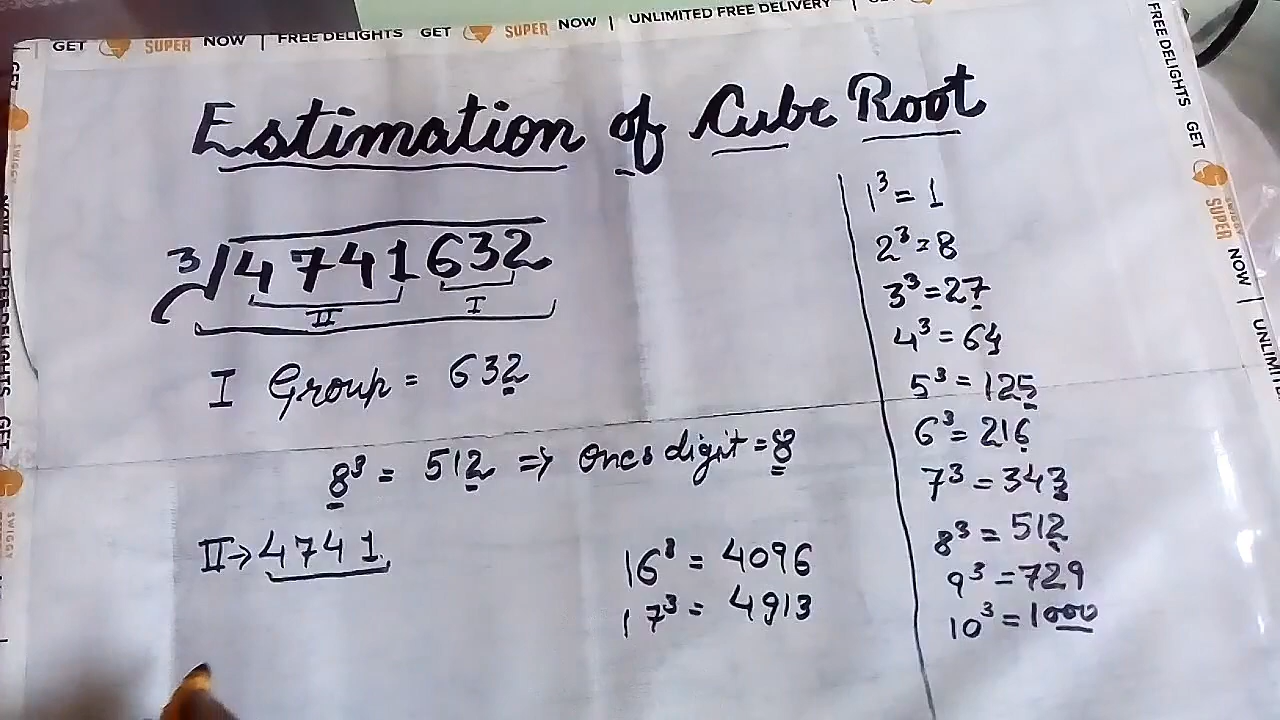 GET SUPER NOW | FREE DELIGHTS GET SUPER NOW | UNLIMITED FREE DELIVERY
FREE DELIGHTS GET SUPER NOW | UNLIMI
SWIGGY
Estimation of Cube Root
∛4741632
II I
I Group = 632
8³ = 512 ⇒ Ones digit = 8
II → 4741
16³ = 4096
17³ = 4913
1³ = 1
2³ = 8
3³ = 27
4³ = 64
5³ = 125
6³ = 216
7³ = 343
8³ = 512
9³ = 729
10³ = 1000